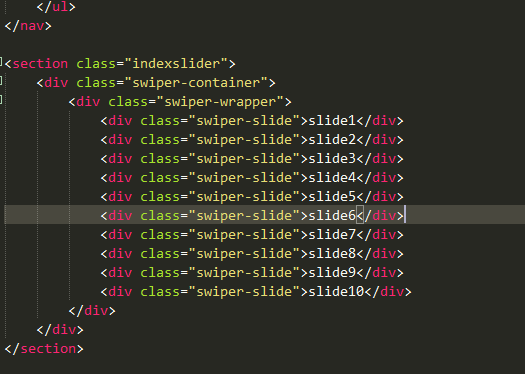 </ul>
</nav>
<section class="indexslider">
<div class="swiper-container">
<div class="swiper-wrapper">
<div class="swiper-slide">slide1</div>
<div class="swiper-slide">slide2</div>
<div class="swiper-slide">slide3</div>
<div class="swiper-slide">slide4</div>
<div class="swiper-slide">slide5</div>
<div class="swiper-slide">slide6</div>
<div class="swiper-slide">slide7</div>
<div class="swiper-slide">slide8</div>
<div class="swiper-slide">slide9</div>
<div class="swiper-slide">slide10</div>
</div>
</div>
</section>